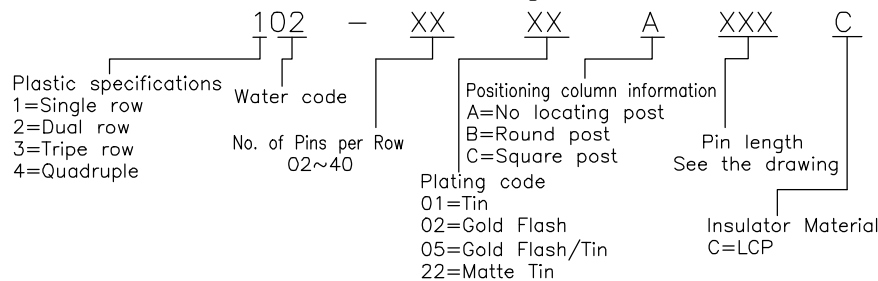 102 - XX XX A XXX C
Plastic specifications
1=Single row
2=Dual row
3=Tripe row
4=Quadruple
Water code
No. of Pins per Row
02~40
Positioning column information
A=No locating post
B=Round post
C=Square post
Plating code
01=Tin
02=Gold Flash
05=Gold Flash/Tin
22=Matte Tin
Pin length
See the drawing
Insulator Material
C=LCP